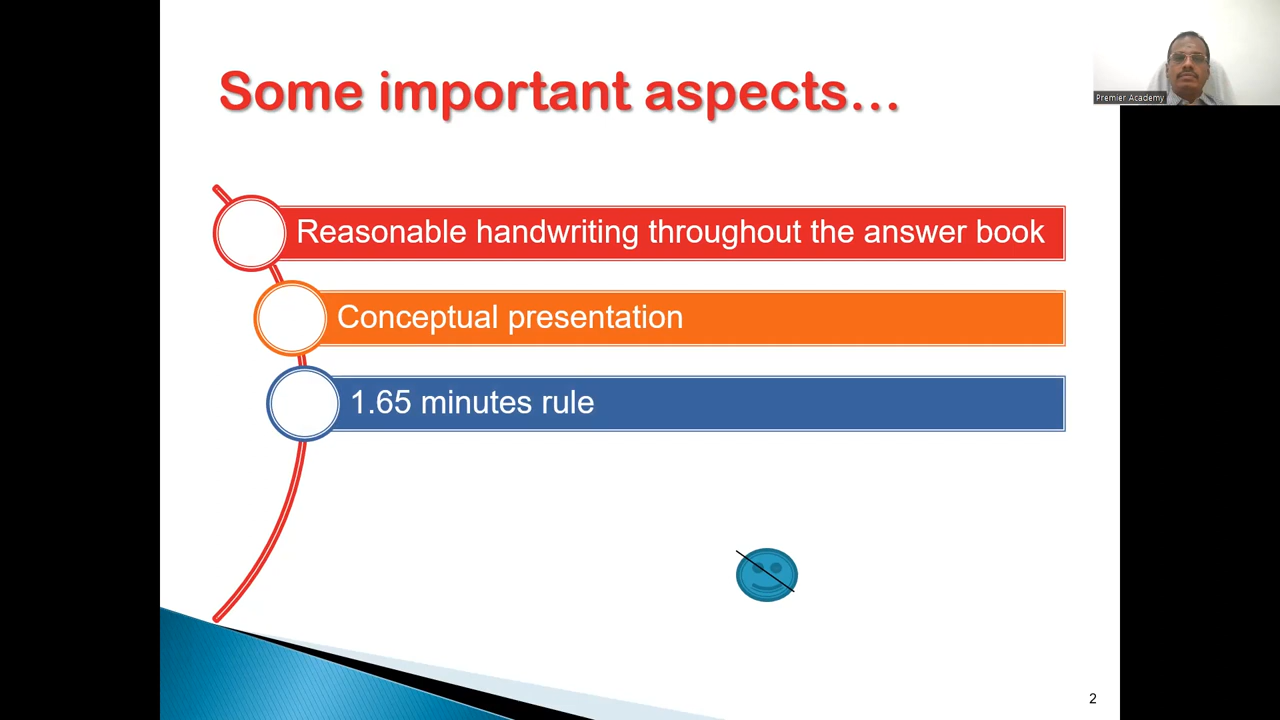 Some important aspects...
Premier Academy
Reasonable handwriting throughout the answer book
Conceptual presentation
1.65 minutes rule
2